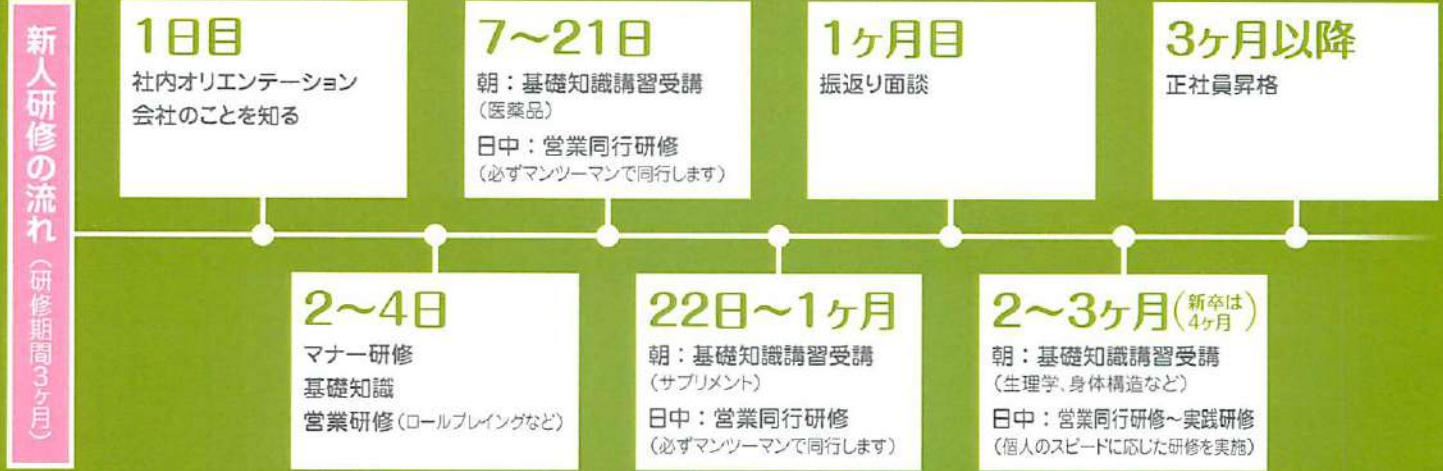 新人研修の流れ(研修期間3ヶ月)
1日目
社内オリエンテーション
会社のことを知る
2〜4日
マナー研修
基礎知識
営業研修(ロールプレイングなど)
7〜21日
朝:基礎知識講習受講
(医薬品)
日中:営業同行研修
(必ずマンツーマンで同行します)
22日〜1ヶ月
朝:基礎知識講習受講
(サプリメント)
日中:営業同行研修
(必ずマンツーマンで同行します)
1ヶ月目
振返り面談
2〜3ヶ月(新卒は
4ヶ月)
朝:基礎知識講習受講
(生理学、身体構造など)
日中:営業同行研修〜実践研修
(個人のスピードに応じた研修を実施)
3ヶ月以降
正社員昇格